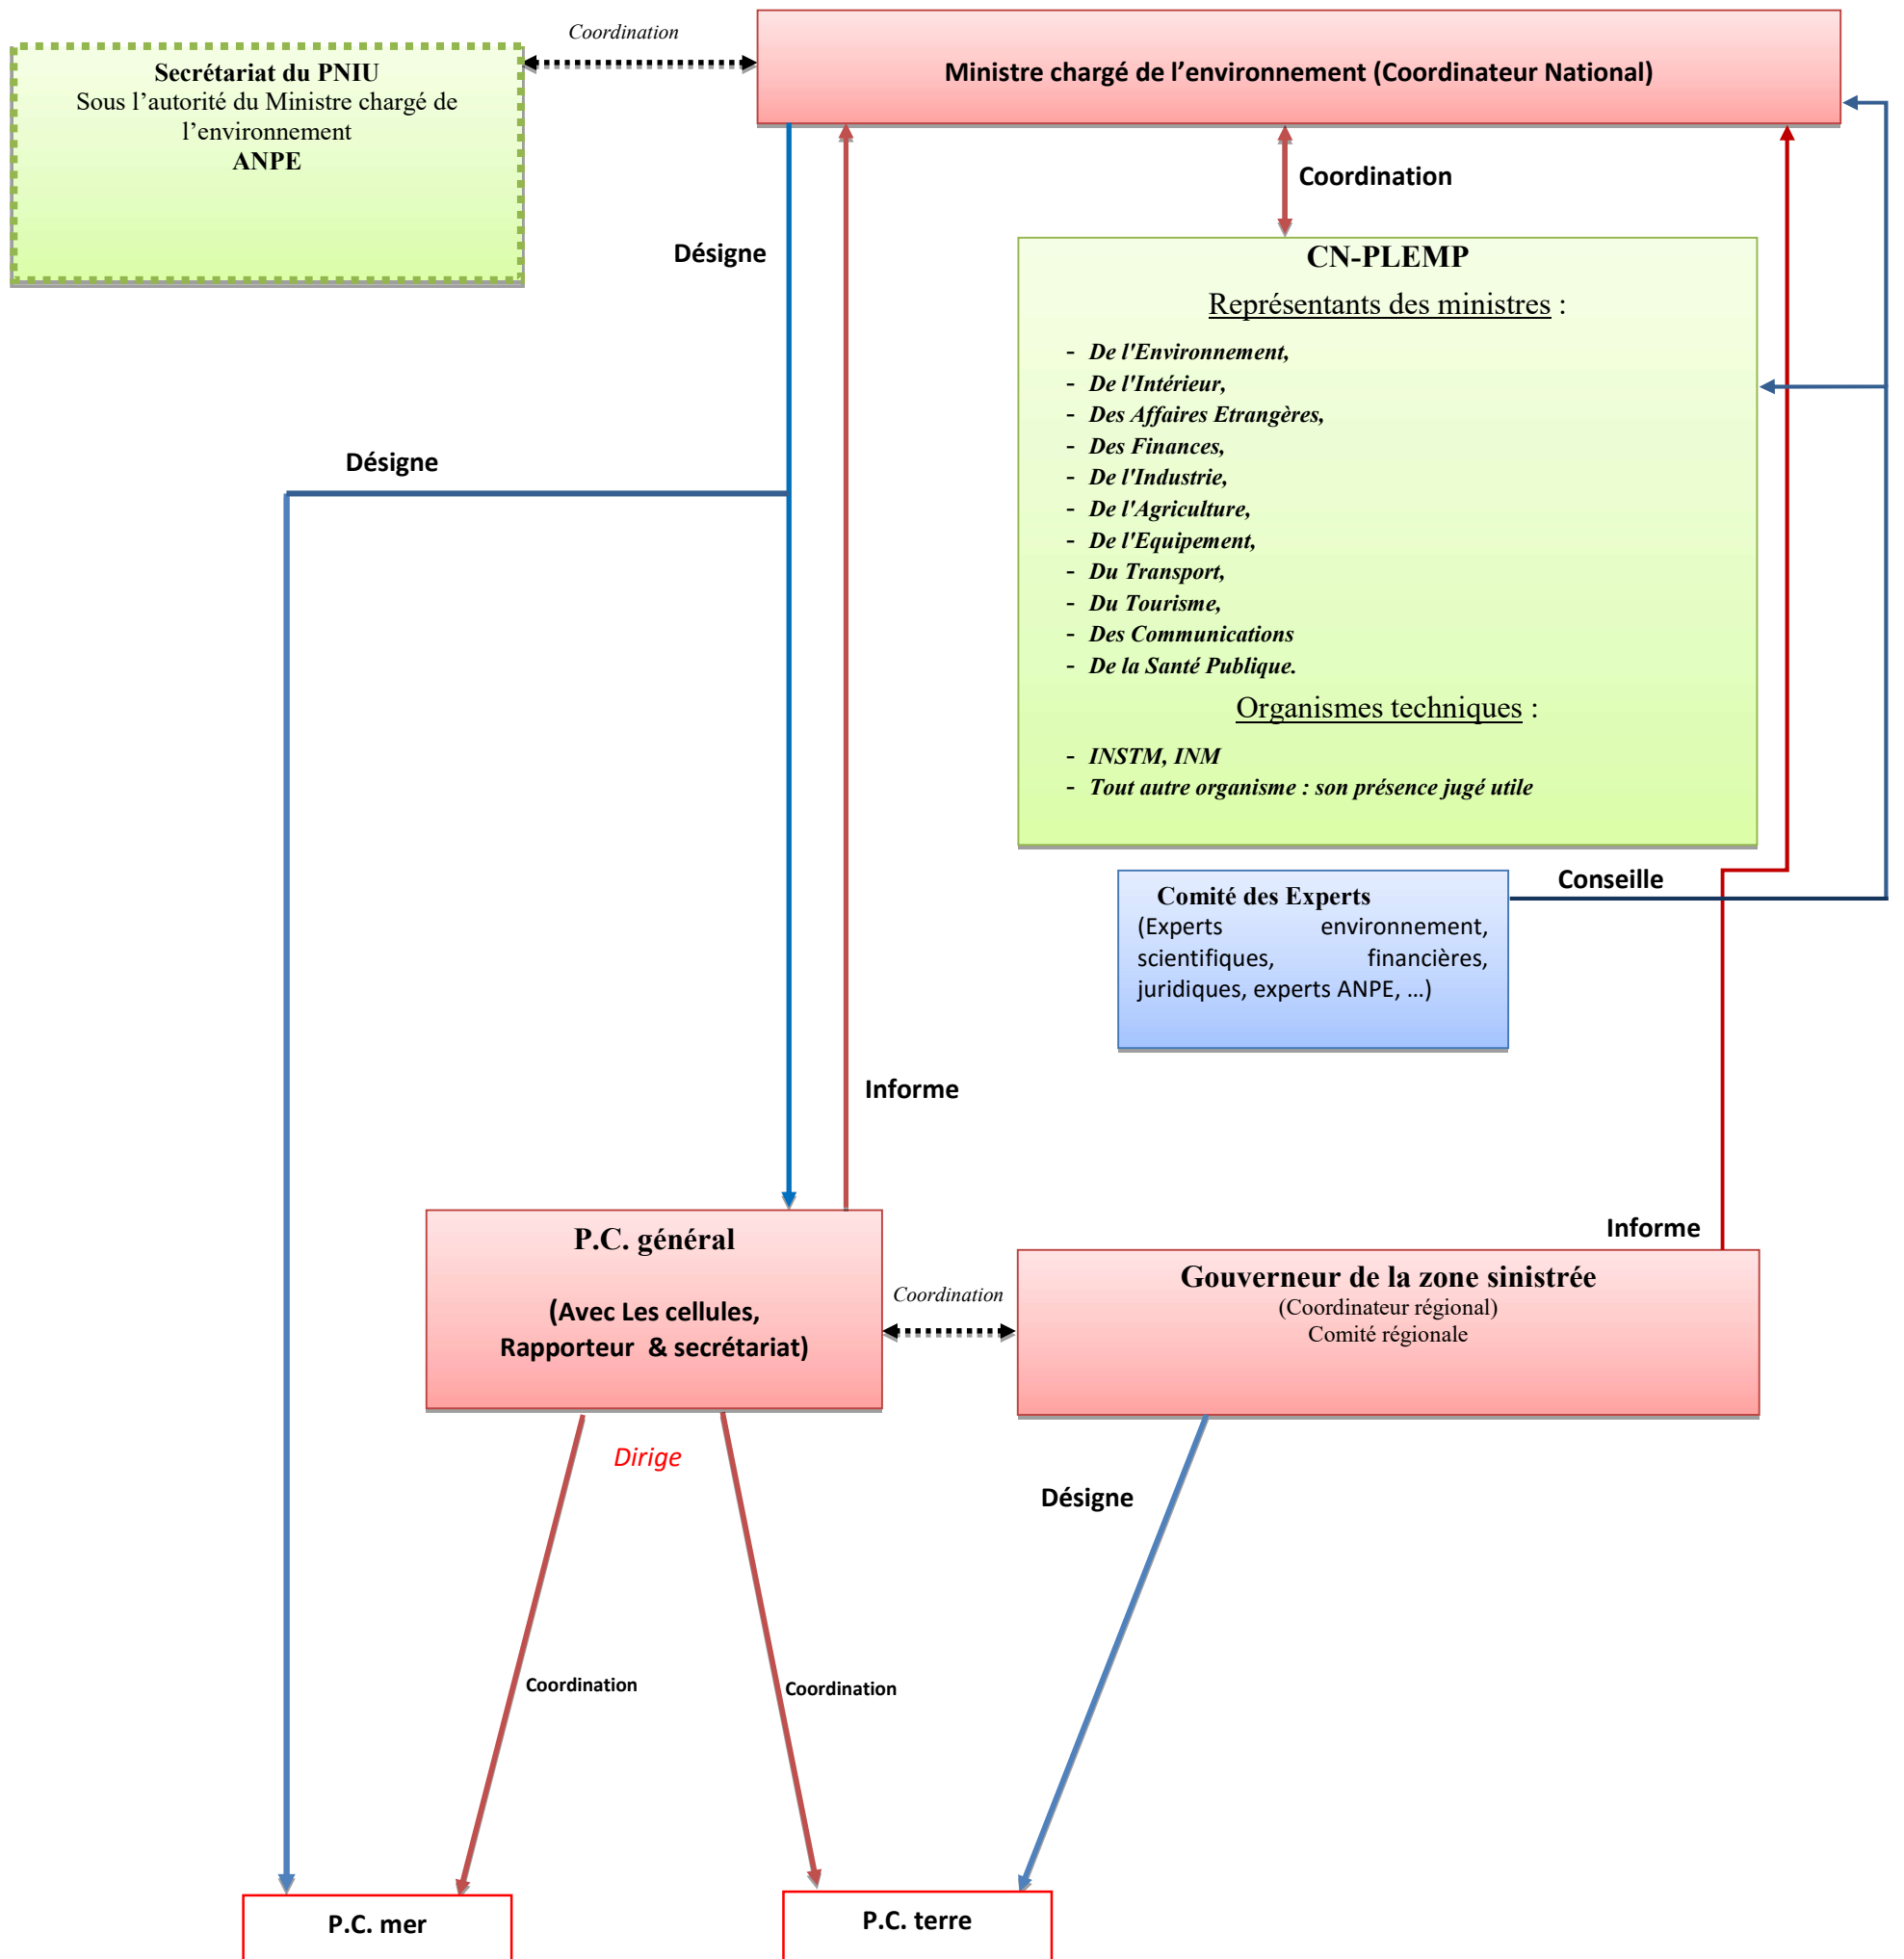 Coordination
Secrétariat du PNIU
Sous l’autorité du Ministre chargé de
l’environnement
ANPE
Ministre chargé de l’environnement (Coordinateur National)
Coordination
Désigne
CN-PLEMP
Représentants des ministres :
- De l'Environnement,
- De l'Intérieur,
- Des Affaires Etrangères,
- Des Finances,
- De l'Industrie,
- De l'Agriculture,
- De l'Equipement,
- Du Transport,
- Du Tourisme,
- Des Communications
- De la Santé Publique.
Organismes techniques :
- INSTM, INM
- Tout autre organisme : son présence jugé utile
Désigne
Conseille
Comité des Experts
(Experts environnement,
scientifiques, financières,
juridiques, experts ANPE, …)
Informe
Informe
P.C. général
(Avec Les cellules,
Rapporteur & secrétariat)
Coordination
Gouverneur de la zone sinistrée
(Coordinateur régional)
Comité régionale
Dirige
Désigne
Coordination
Coordination
P.C. mer
P.C. terre